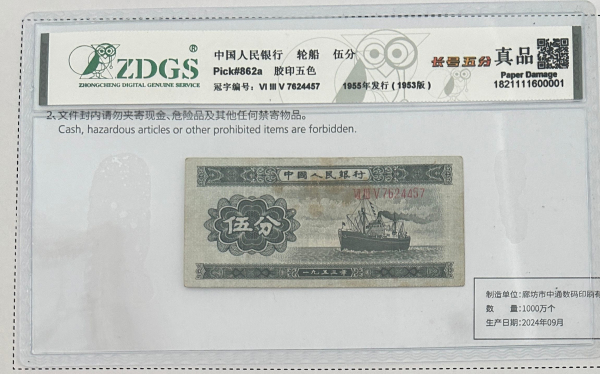 ZDGS®
ZHONGCHENG DIGITAL GENUINE SERVICE
中国人民银行 轮船 伍分
Pick#862a 胶印五色
冠字编号: VI III V 7624457
1955年发行 (1953版)
长号五分
真品
Paper Damage
1821111600001
2、文件封内请勿夹寄现金、危险品及其他任何禁寄物品。
Cash, hazardous articles or other prohibited items are forbidden.
中國人民銀行
VI III V 7624457
伍分
一九五三年
制造单位: 廊坊市中通数码印刷有
数 量: 1000万个
生产日期: 2024年09月